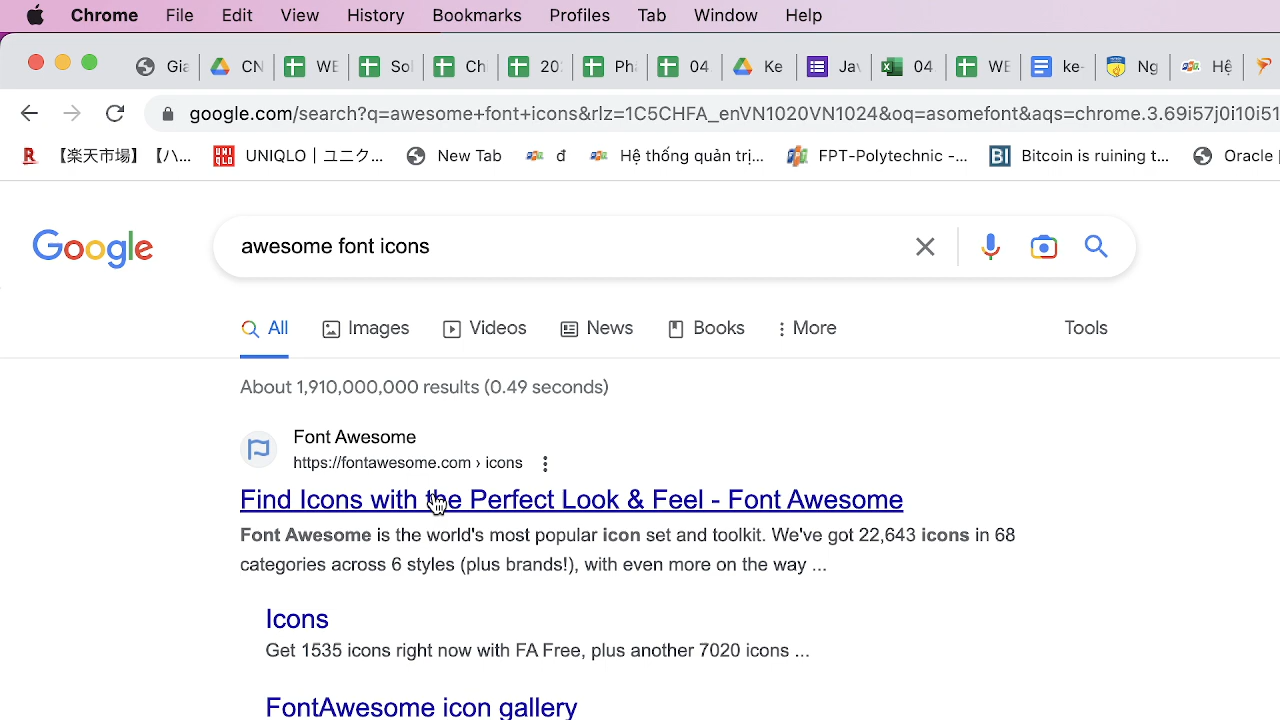 Chrome File Edit View History Bookmarks Profiles Tab Window Help
Gia CN WE Sol Ch 20 Ph 04 Ke Jav 04 WE ke- Ng Hệ
google.com/search?q=awesome+font+icons&rlz=1C5CHFA_enVN1020VN1024&oq=asomefont&aqs=chrome.3.69i57j0i10i51
【楽天市場】【ハ... UNIQLO | ユニク... New Tab đ Hệ thống quản trị... FPT-Polytechnic -... Bitcoin is ruining t... Oracle
Google awesome font icons
All Images Videos News Books More Tools
About 1,910,000,000 results (0.49 seconds)
Font Awesome
https://fontawesome.com › icons
Find Icons with the Perfect Look & Feel - Font Awesome
Font Awesome is the world's most popular icon set and toolkit. We've got 22,643 icons in 68
categories across 6 styles (plus brands!), with even more on the way ...
Icons
Get 1535 icons right now with FA Free, plus another 7020 icons ...
FontAwesome icon gallery